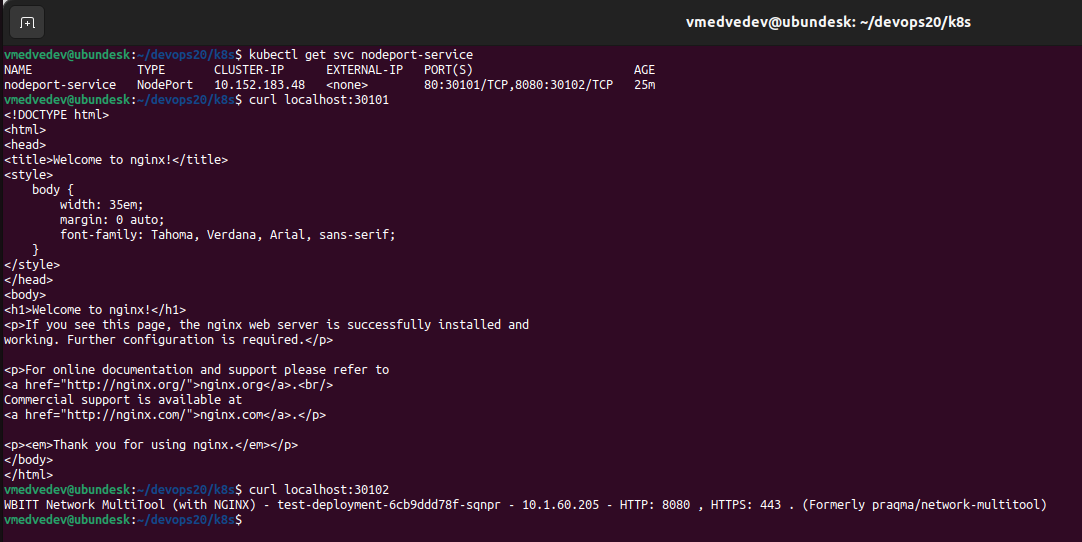 vmedvedev@ubundesk: ~/devops20/k8s
vmedvedev@ubundesk:~/devops20/k8s$ kubectl get svc nodeport-service
NAME               TYPE       CLUSTER-IP      EXTERNAL-IP   PORT(S)                       AGE
nodeport-service   NodePort   10.152.183.48   <none>        80:30101/TCP,8080:30102/TCP   25m
vmedvedev@ubundesk:~/devops20/k8s$ curl localhost:30101
<!DOCTYPE html>
<html>
<head>
<title>Welcome to nginx!</title>
<style>
    body {
        width: 35em;
        margin: 0 auto;
        font-family: Tahoma, Verdana, Arial, sans-serif;
    }
</style>
</head>
<body>
<h1>Welcome to nginx!</h1>
<p>If you see this page, the nginx web server is successfully installed and
working. Further configuration is required.</p>

<p>For online documentation and support please refer to
<a href="http://nginx.org/">nginx.org</a>.<br/>
Commercial support is available at
<a href="http://nginx.com/">nginx.com</a>.</p>

<p><em>Thank you for using nginx.</em></p>
</body>
</html>
vmedvedev@ubundesk:~/devops20/k8s$ curl localhost:30102
WBITT Network MultiTool (with NGINX) - test-deployment-6cb9ddd78f-sqnpr - 10.1.60.205 - HTTP: 8080 , HTTPS: 443 . (Formerly praqma/network-multitool)
vmedvedev@ubundesk:~/devops20/k8s$